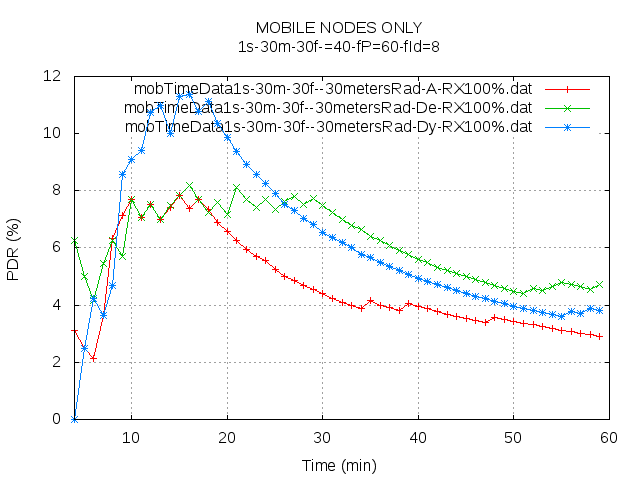 MOBILE NODES ONLY
1s-30m-30f-=40-fP=60-fId=8
mobTimeData1s-30m-30f--30metersRad-A-RX100%.dat
mobTimeData1s-30m-30f--30metersRad-De-RX100%.dat
mobTimeData1s-30m-30f--30metersRad-Dy-RX100%.dat
12
10
8
6
4
2
0
PDR (%)
10 20 30 40 50 60
Time (min)